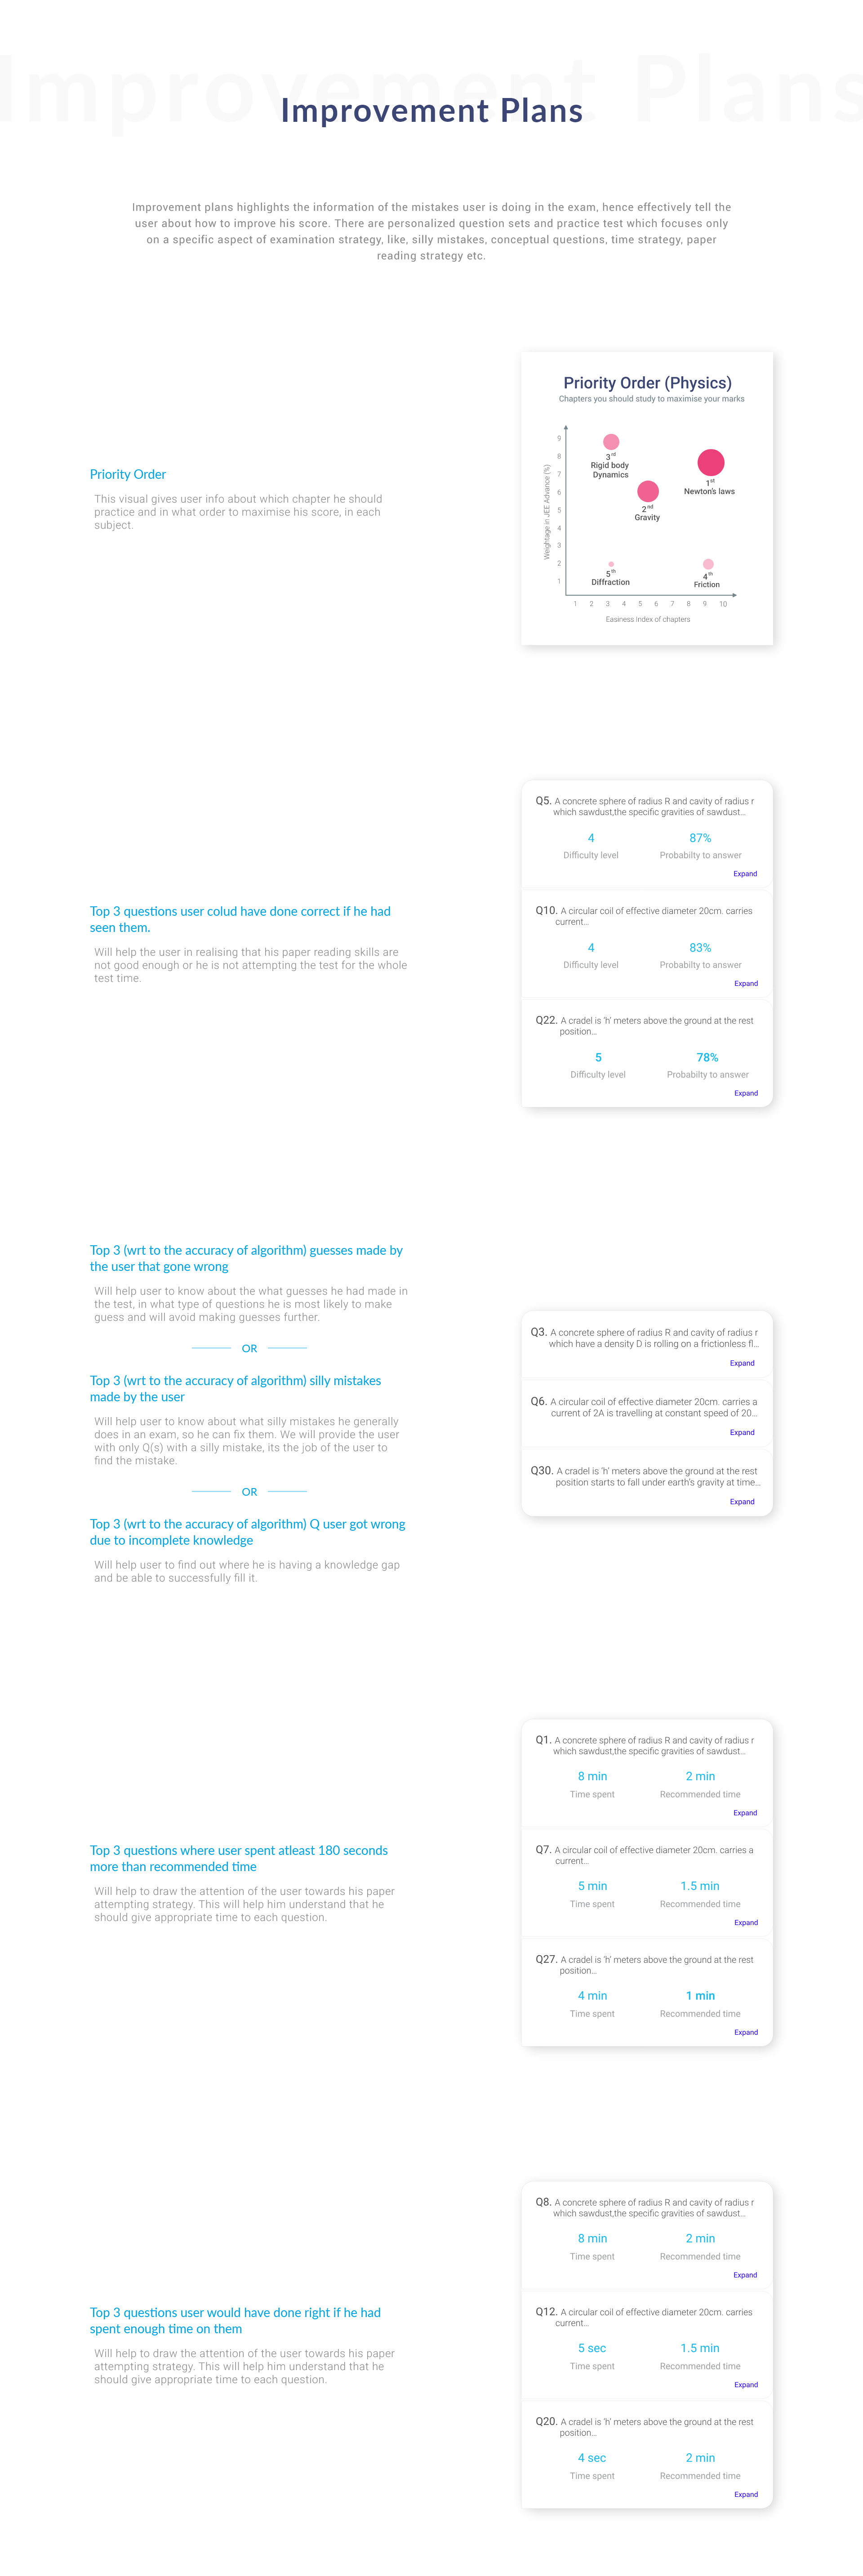 Improvement Plans
Improvement Plans
Improvement plans highlights the information of the mistakes user is doing in the exam, hence effectively tell the
user about how to improve his score. There are personalized question sets and practice test which focuses only
on a specific aspect of examination strategy, like, silly mistakes, conceptual questions, time strategy, paper
reading strategy etc.
Priority Order
This visual gives user info about which chapter he should
practice and in what order to maximise his score, in each
subject.
Priority Order (Physics)
Chapters you should study to maximise your marks
Weightage in JEE Advance (%)
9
8
7
6
5
4
3
2
1
3rd
Rigid body
Dynamics
1st
Newton's laws
2nd
Gravity
5th
Diffraction
4th
Friction
1 2 3 4 5 6 7 8 9 10
Easiness Index of chapters
Top 3 questions user colud have done correct if he had
seen them.
Will help the user in realising that his paper reading skills are
not good enough or he is not attempting the test for the whole
test time.
Q5. A concrete sphere of radius R and cavity of radius r
which sawdust,the specific gravities of sawdust...
4 87%
Difficulty level Probabilty to answer
Expand
Q10. A circular coil of effective diameter 20cm. carries
current...
4 83%
Difficulty level Probabilty to answer
Expand
Q22. A cradel is 'h' meters above the ground at the rest
position...
5 78%
Difficulty level Probabilty to answer
Expand
Top 3 (wrt to the accuracy of algorithm) guesses made by
the user that gone wrong
Will help user to know about the what guesses he had made in
the test, in what type of questions he is most likely to make
guess and will avoid making guesses further.
OR
Top 3 (wrt to the accuracy of algorithm) silly mistakes
made by the user
Will help user to know about what silly mistakes he generally
does in an exam, so he can fix them. We will provide the user
with only Q(s) with a silly mistake, its the job of the user to
find the mistake.
OR
Top 3 (wrt to the accuracy of algorithm) Q user got wrong
due to incomplete knowledge
Will help user to find out where he is having a knowledge gap
and be able to successfully fill it.
Q3. A concrete sphere of radius R and cavity of radius r
which have a density D is rolling on a frictionless fl...
Expand
Q6. A circular coil of effective diameter 20cm. carries a
current of 2A is travelling at constant speed of 20...
Expand
Q30. A cradel is 'h' meters above the ground at the rest
position starts to fall under earth's gravity at time...
Expand
Top 3 questions where user spent atleast 180 seconds
more than recommended time
Will help to draw the attention of the user towards his paper
attempting strategy. This will help him understand that he
should give appropriate time to each question.
Q1. A concrete sphere of radius R and cavity of radius r
which sawdust,the specific gravities of sawdust...
8 min 2 min
Time spent Recommended time
Expand
Q7. A circular coil of effective diameter 20cm. carries a
current...
5 min 1.5 min
Time spent Recommended time
Expand
Q27. A cradel is 'h' meters above the ground at the rest
position...
4 min 1 min
Time spent Recommended time
Expand
Top 3 questions user would have done right if he had
spent enough time on them
Will help to draw the attention of the user towards his paper
attempting strategy. This will help him understand that he
should give appropriate time to each question.
Q8. A concrete sphere of radius R and cavity of radius r
which sawdust,the specific gravities of sawdust...
8 min 2 min
Time spent Recommended time
Expand
Q12. A circular coil of effective diameter 20cm. carries
current...
5 sec 1.5 min
Time spent Recommended time
Expand
Q20. A cradel is 'h' meters above the ground at the rest
position...
4 sec 2 min
Time spent Recommended time
Expand